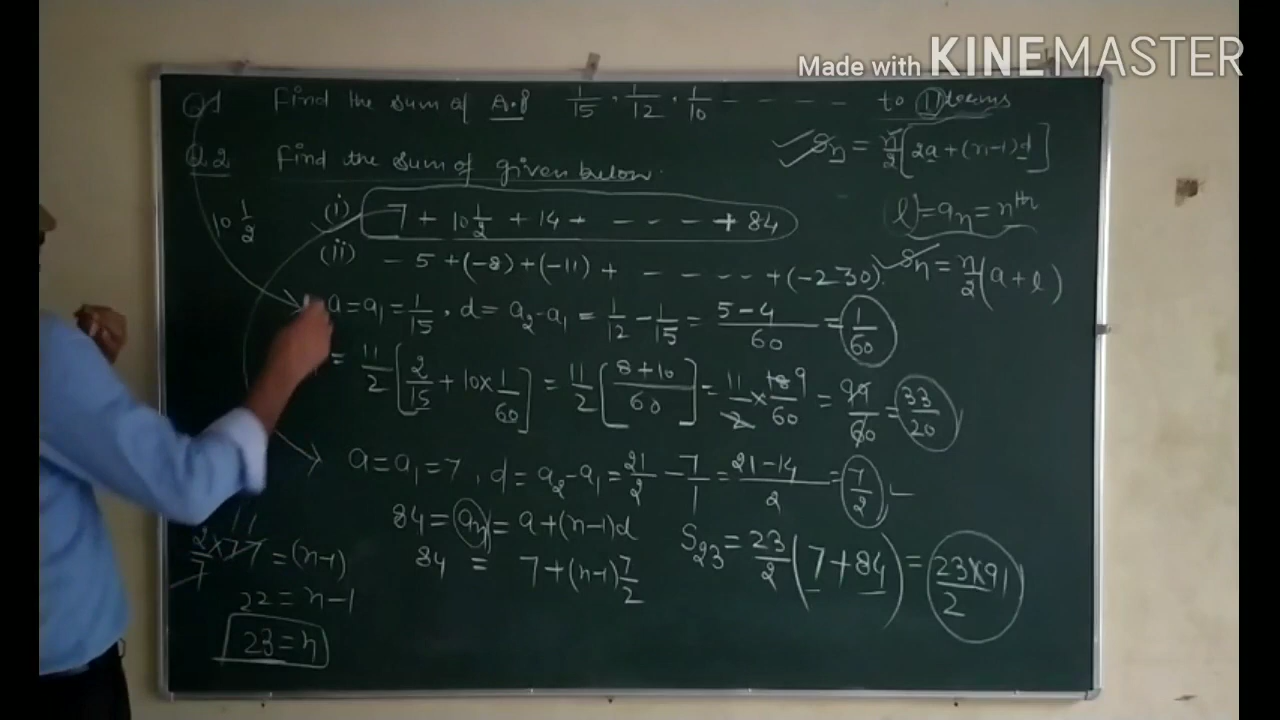 Made with KINEMASTER
Q1 Find the sum of A.P 1/15, 1/12, 1/10 ------ to 11 terms
Sn = n/2[2a+(n-1)d]
Q.2 Find the sum of given below.
10 1/2 (i) 7 + 10 1/2 + 14 + ---- + 84
(l) = an = nth
(ii) -5 + (-8) + (-11) + ----- + (-230).
Sn = n/2(a+l)
a = a1 = 1/15, d = a2 - a1 = 1/12 - 1/15 = 5-4/60 = 1/60
= 11/2[2/15 + 10 × 1/60] = 11/2[8+10/60] = 11/2 × 18 9/60 = 99/60 = 33/20
a = a1 = 7, d = a2 - a1 = 21/2 - 7/1 = 21-14/2 = 7/2
84 = an = a+(n-1)d
84 = 7+(n-1)7/2
S23 = 23/2(7+84) = 23×91/2
2/7 × 77 11 = (n-1)
22 = n-1
23 = n